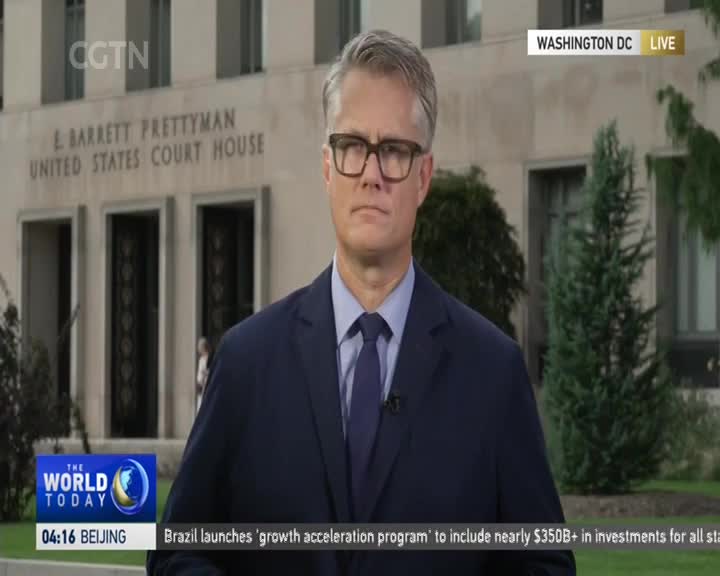 CGTN
WASHINGTON DC LIVE
E. BARRETT PRETTYMAN
UNITED STATES COURT HOUSE
THE
WORLD
TODAY
04:16 BEIJING
Brazil launches 'growth acceleration program' to include nearly $350B+ in investments for all sta